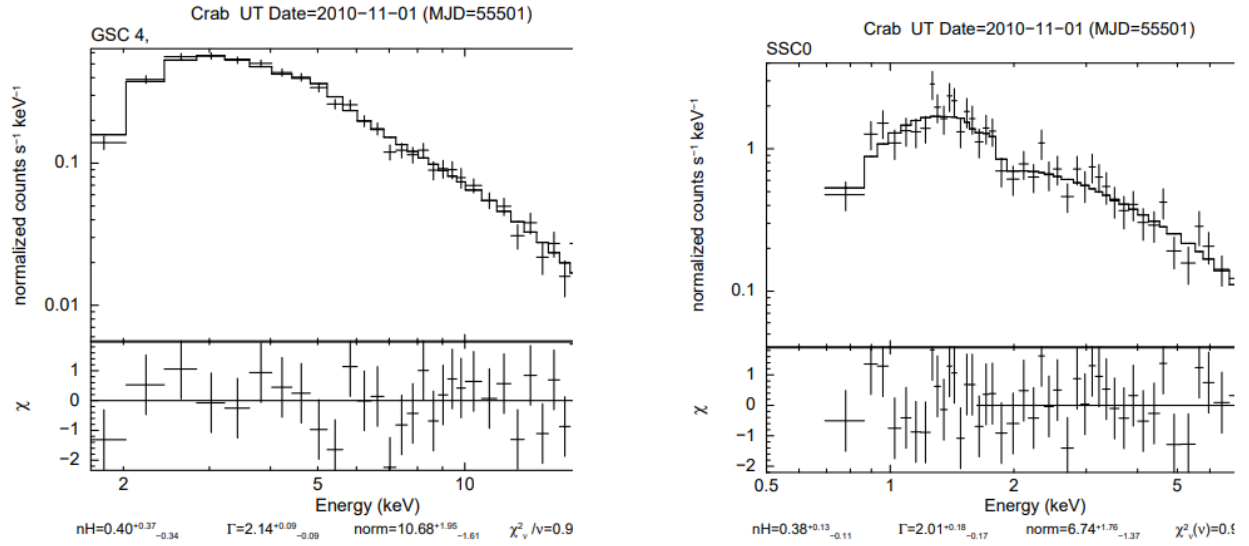 Crab UT Date=2010−11−01 (MJD=55501)
GSC 4,
normalized counts s⁻¹ keV⁻¹
0.1
0.01
χ
1
0
−1
−2
2
5
10
Energy (keV)
nH=0.40+0.37−0.34 Γ=2.14+0.09−0.09 norm=10.68+1.95−1.61 χ²ᵥ/ν=0.9
Crab UT Date=2010−11−01 (MJD=55501)
SSC0
normalized counts s⁻¹ keV⁻¹
1
0.1
χ
1
0
−1
−2
0.5
1
2
5
Energy (keV)
nH=0.38+0.13−0.11 Γ=2.01+0.18−0.17 norm=6.74+1.76−1.37 χ²ᵥ(ν)=0.9